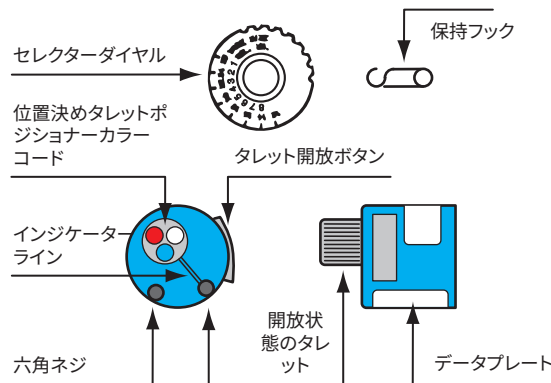 保持フック
セレクターダイヤル
位置決めタレットポ
ジショナーカラー
コード
タレット開放ボタン
インジケーター
ライン
六角ネジ
開放状
態のタレ
ット
データプレート